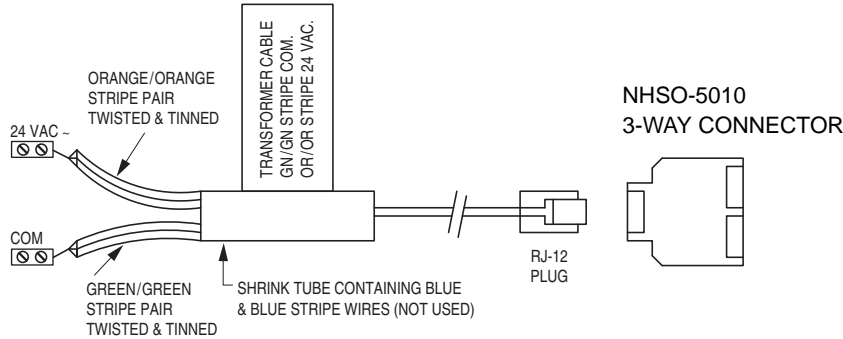 TRANSFORMER CABLE
GN/GN STRIPE COM.
OR/OR STRIPE 24 VAC.
ORANGE/ORANGE
STRIPE PAIR
TWISTED & TINNED
24 VAC ~
NHSO-5010
3-WAY CONNECTOR
COM
RJ-12
PLUG
GREEN/GREEN
STRIPE PAIR
TWISTED & TINNED
SHRINK TUBE CONTAINING BLUE
& BLUE STRIPE WIRES (NOT USED)